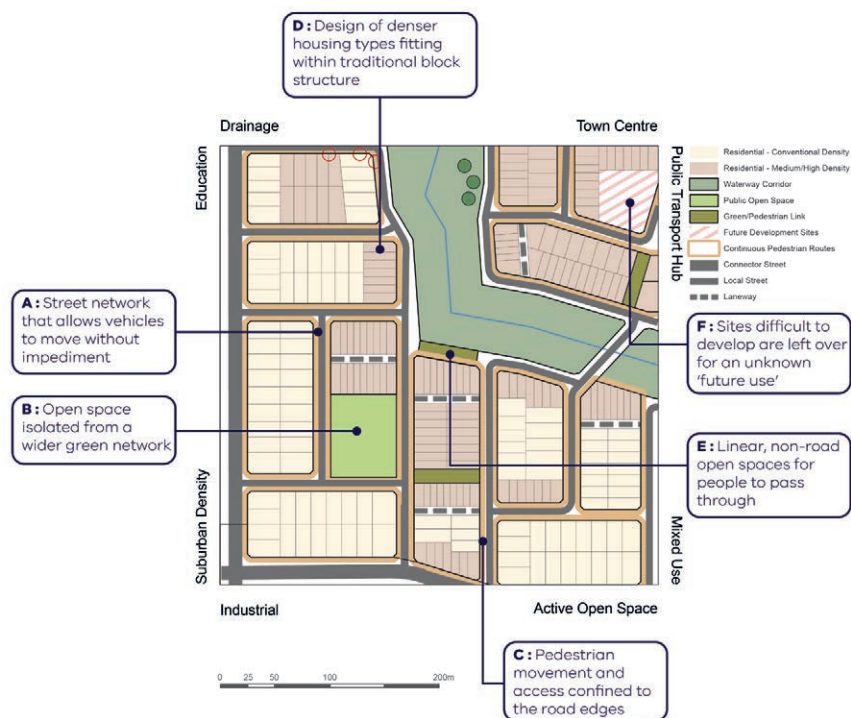 D : Design of denser
housing types fitting
within traditional block
structure
Drainage
Town Centre
Education
Public Transport Hub
Residential - Conventional Density
Residential - Medium/High Density
Waterway Corridor
Public Open Space
Green/Pedestrian Link
Future Development Sites
Continuous Pedestrian Routes
Connector Street
Local Street
Laneway
A : Street network
that allows vehicles
to move without
impediment
F : Sites difficult to
develop are left over
for an unknown
‘future use’
B : Open space
isolated from a
wider green network
E : Linear, non-road
open spaces for
people to pass
through
Suburban Density
Mixed Use
Industrial
Active Open Space
C : Pedestrian
movement and
access confined to
the road edges
0 25 50 100 200m